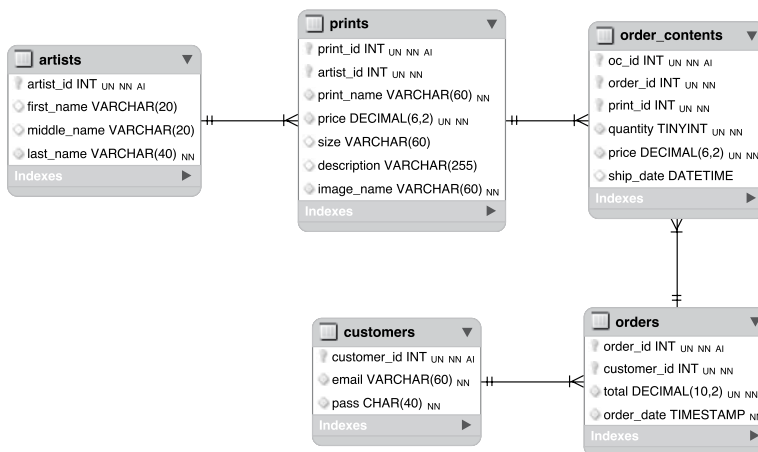 artists
artist_id INT UN NN AI
first_name VARCHAR(20)
middle_name VARCHAR(20)
last_name VARCHAR(40) NN
Indexes
prints
print_id INT UN NN AI
artist_id INT UN NN
print_name VARCHAR(60) NN
price DECIMAL(6,2) UN NN
size VARCHAR(60)
description VARCHAR(255)
image_name VARCHAR(60) NN
Indexes
order_contents
oc_id INT UN NN AI
order_id INT UN NN
print_id INT UN NN
quantity TINYINT UN NN
price DECIMAL(6,2) UN NN
ship_date DATETIME
Indexes
customers
customer_id INT UN NN AI
email VARCHAR(60) NN
pass CHAR(40) NN
Indexes
orders
order_id INT UN NN AI
customer_id INT UN NN
total DECIMAL(10,2) UN NN
order_date TIMESTAMP NN
Indexes